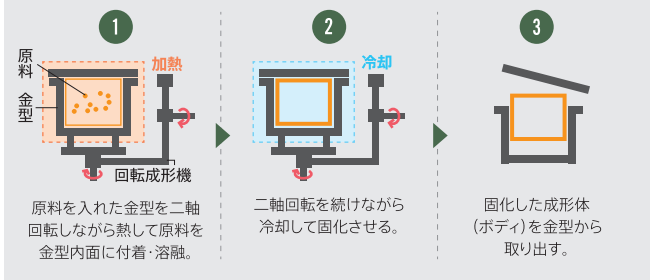 1
原料
金型
加熱
回転成形機
原料を入れた金型を二軸
回転しながら熱して原料を
金型内面に付着・溶融。
2
冷却
二軸回転を続けながら
冷却して固化させる。
3
固化した成形体
（ボディ）を金型から
取り出す。